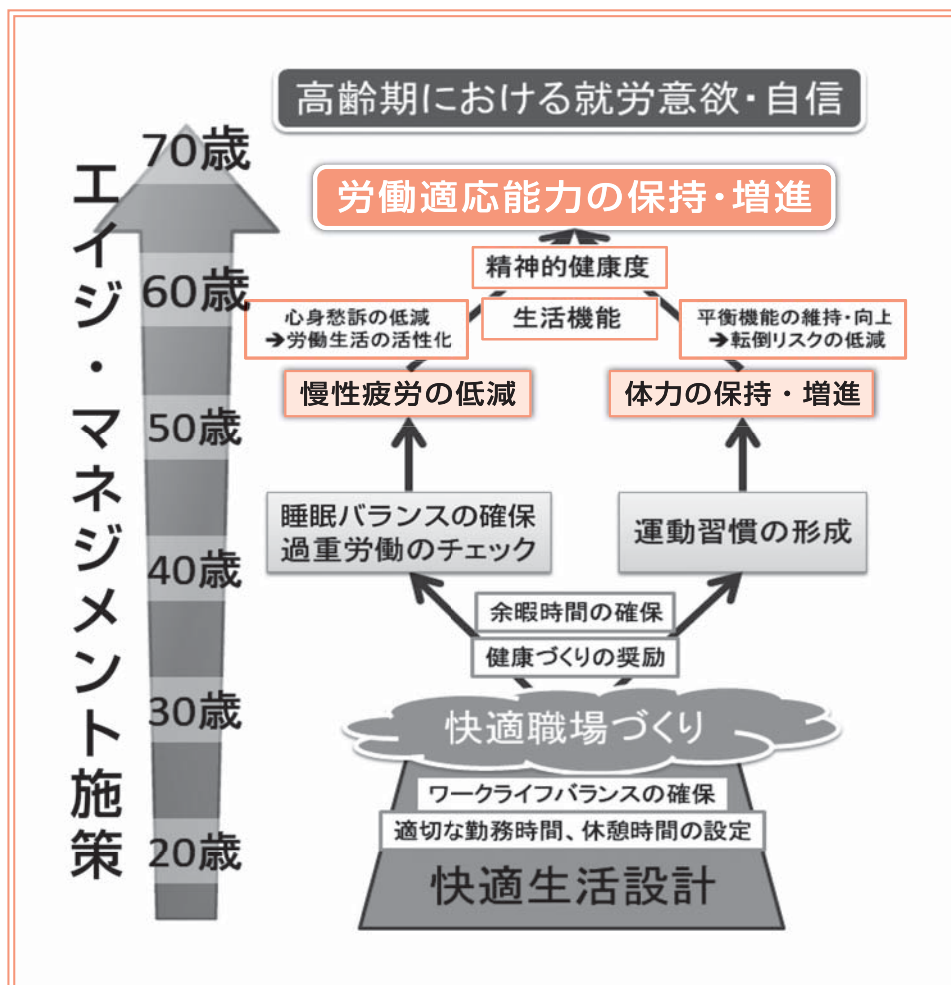 高齢期における就労意欲・自信
エイジ・マネジメント施策
70歳
60歳
50歳
40歳
30歳
20歳
労働適応能力の保持・増進
精神的健康度
生活機能
心身愁訴の低減
➔労働生活の活性化
平衡機能の維持・向上
➔転倒リスクの低減
慢性疲労の低減
体力の保持・増進
睡眠バランスの確保
過重労働のチェック
運動習慣の形成
余暇時間の確保
健康づくりの奨励
快適職場づくり
ワークライフバランスの確保
適切な勤務時間、休憩時間の設定
快適生活設計